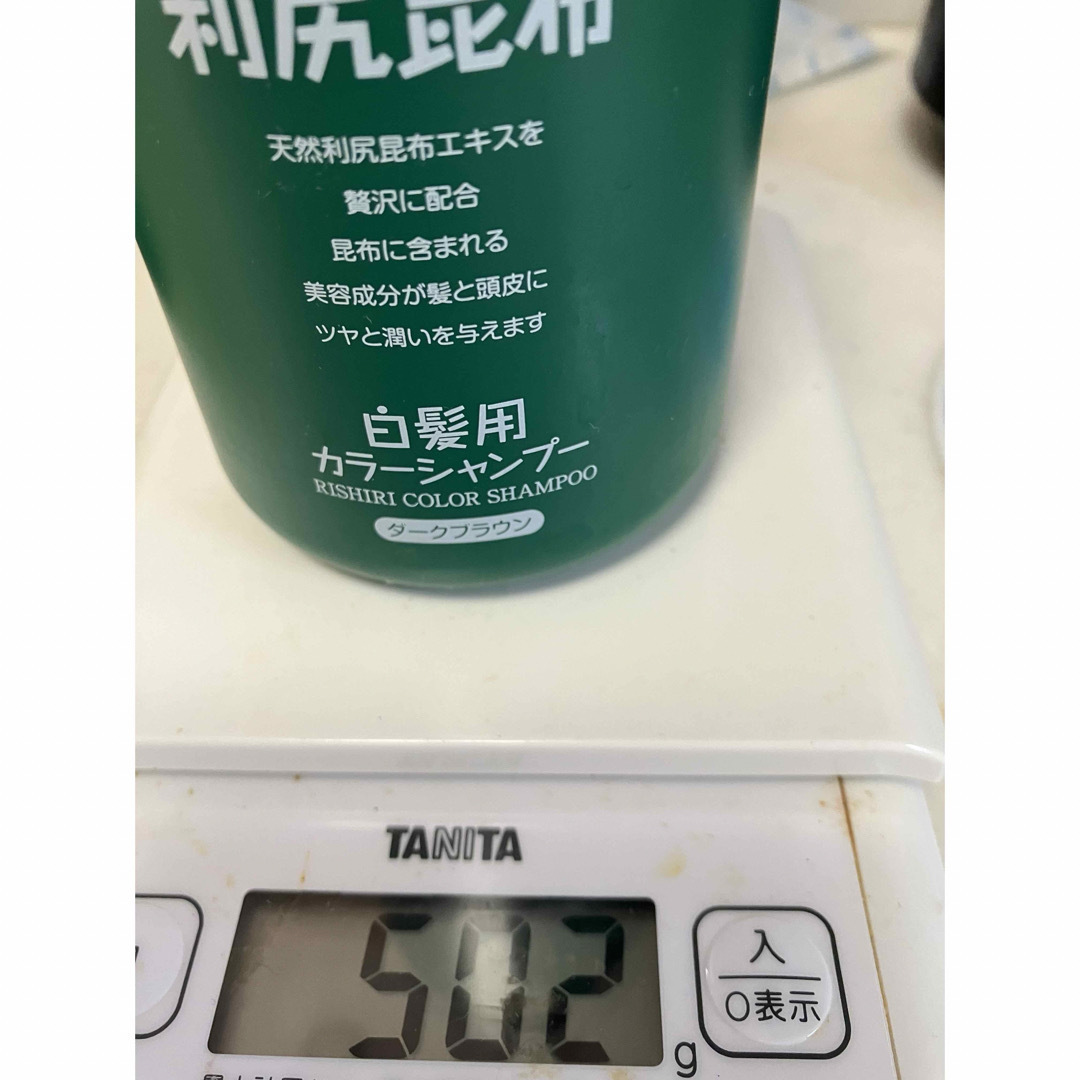 利尻昆布
天然利尻昆布エキスを
贅沢に配合
昆布に含まれる
美容成分が髪と頭皮に
ツヤと潤いを与えます
白髪用
カラーシャンプー
RISHIRI COLOR SHAMPOO
ダークブラウン
TANITA
582 g
入
0表示